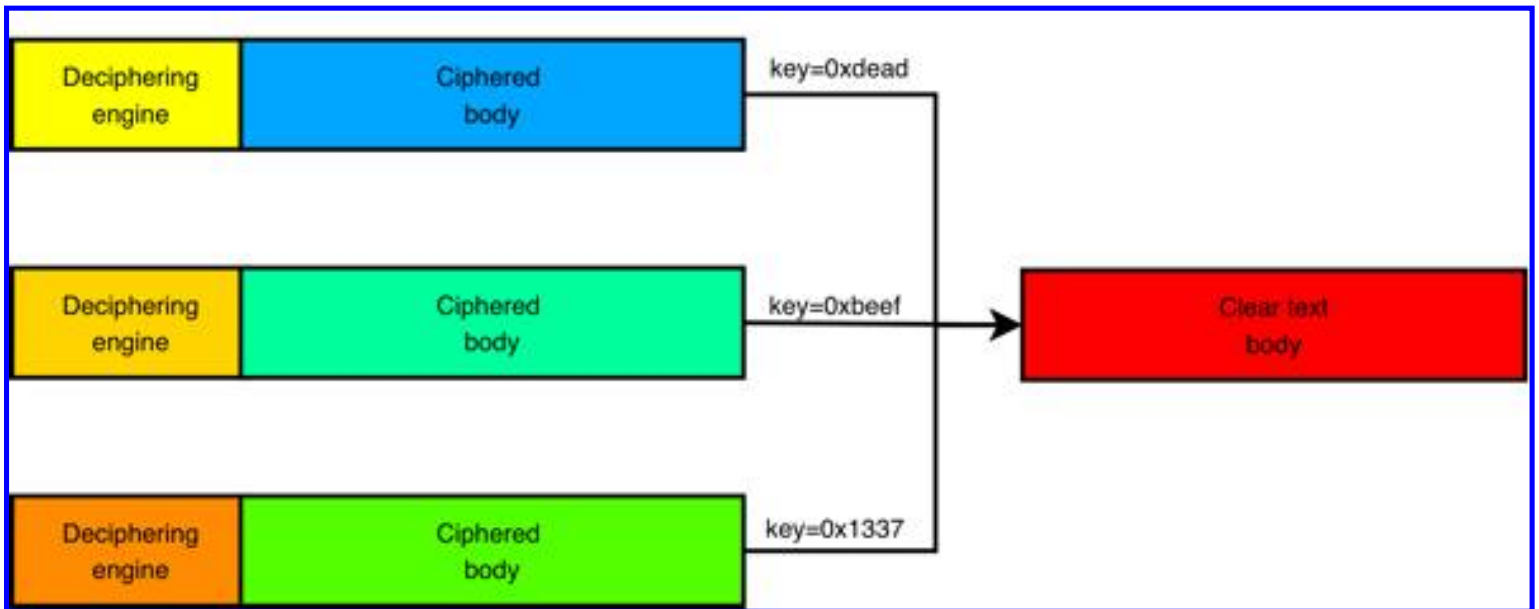 Deciphering
engine
Ciphered
body
key=0xdead
Deciphering
engine
Ciphered
body
key=0xbeef
Clear text
body
Deciphering
engine
Ciphered
body
key=0x1337